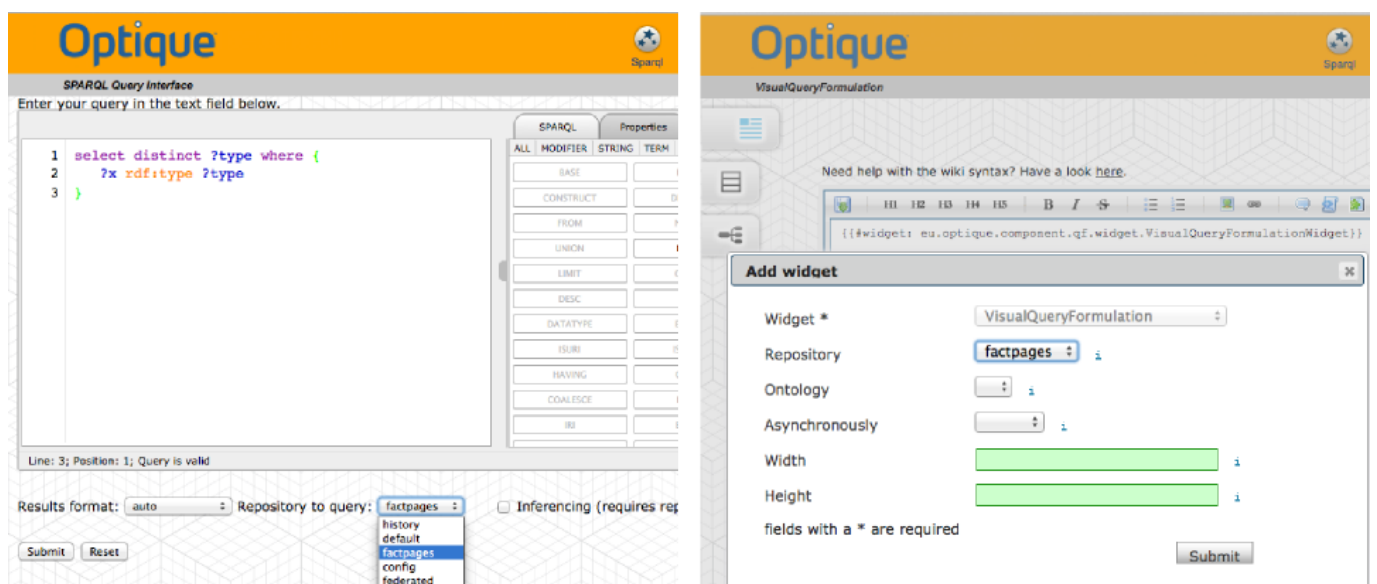 Optique
Sparql
SPARQL Query Interface
Enter your query in the text field below.
SPARQL
Properties
ALL MODIFIER STRING TERM
1 select distinct ?type where {
2 ?x rdf:type ?type
3 }
BASE
CONSTRUCT
FROM
UNION
LIMIT
DESC
DATATYPE
ISURI
HAVING
COALESCE
IRI
Line: 3; Position: 1; Query is valid
Results format: auto Repository to query: factpages Inferencing (requires rep
history
default
factpages
config
federated
Submit Reset
Optique
Sparql
VisualQueryFormulation
Need help with the wiki syntax? Have a look here.
H1 H2 H3 H4 H5 B I S
{{#widget: eu.optique.component.qf.widget.VisualQueryFormulationWidget}}
Add widget
Widget * VisualQueryFormulation
Repository factpages i
Ontology i
Asynchronously i
Width i
Height i
fields with a * are required
Submit